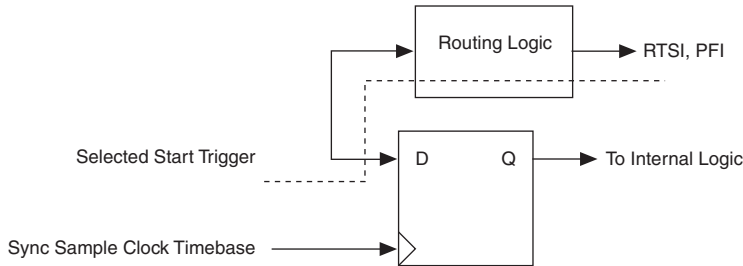 Routing Logic
RTSI, PFI
Selected Start Trigger
D
Q
To Internal Logic
Sync Sample Clock Timebase